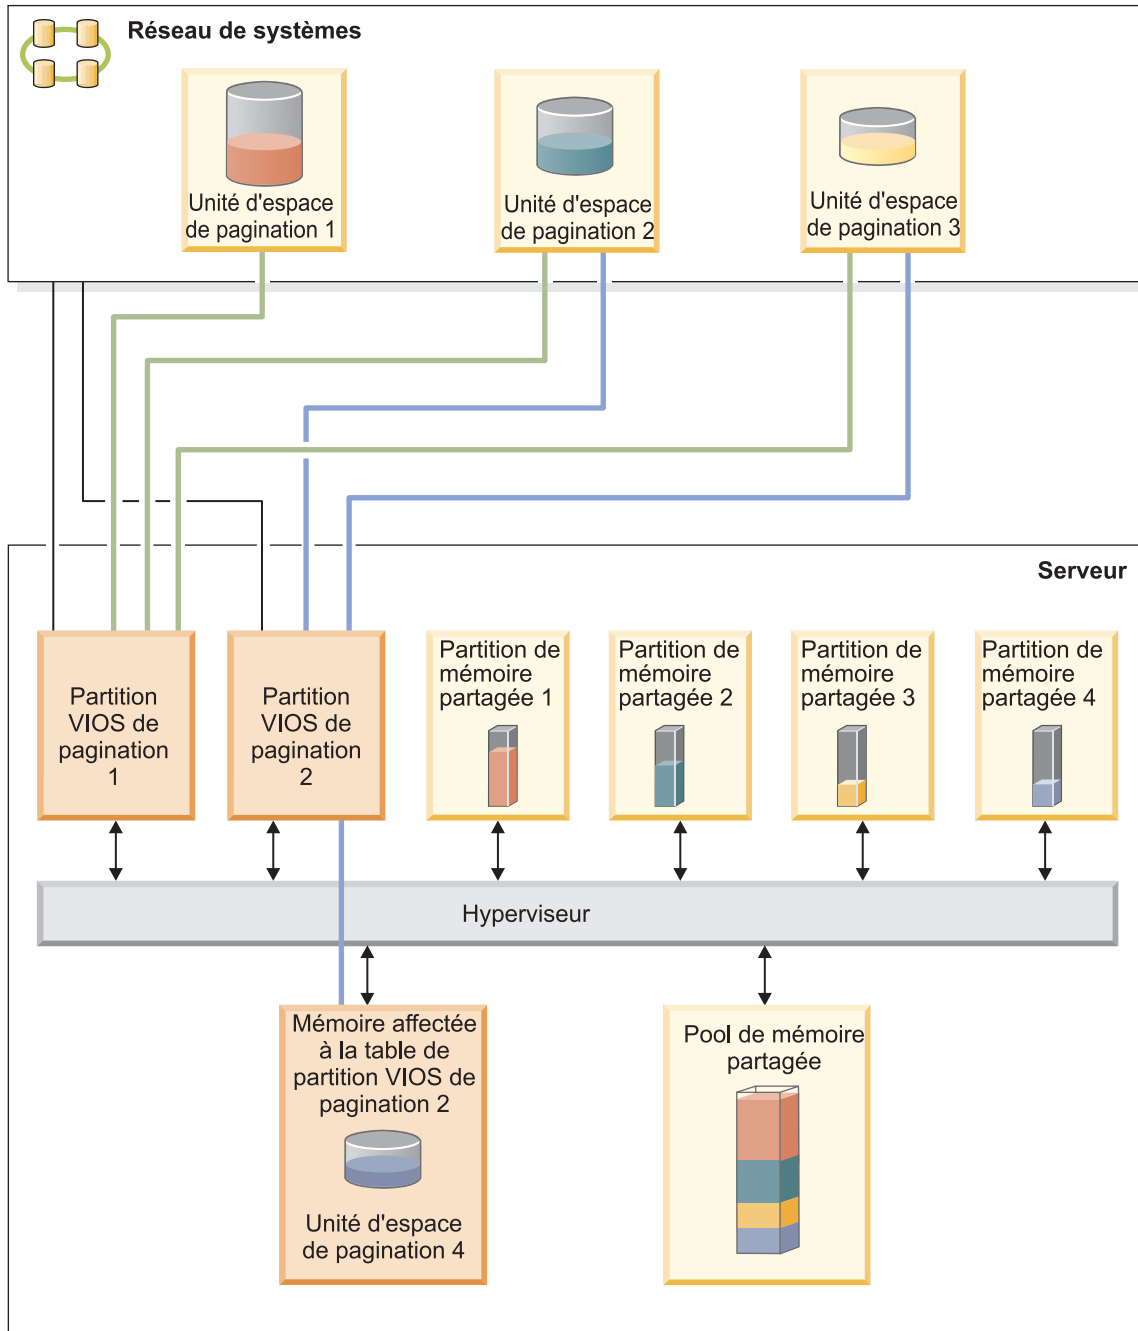 Réseau de systèmes
Unité d'espace
de pagination 1
Unité d'espace
de pagination 2
Unité d'espace
de pagination 3
Serveur
Partition
VIOS de
pagination
1
Partition
VIOS de
pagination
2
Partition de
mémoire
partagée 1
Partition de
mémoire
partagée 2
Partition de
mémoire
partagée 3
Partition de
mémoire
partagée 4
Hyperviseur
Mémoire affectée
à la table de
partition VIOS de
pagination 2
Unité d'espace
de pagination 4
Pool de mémoire
partagée